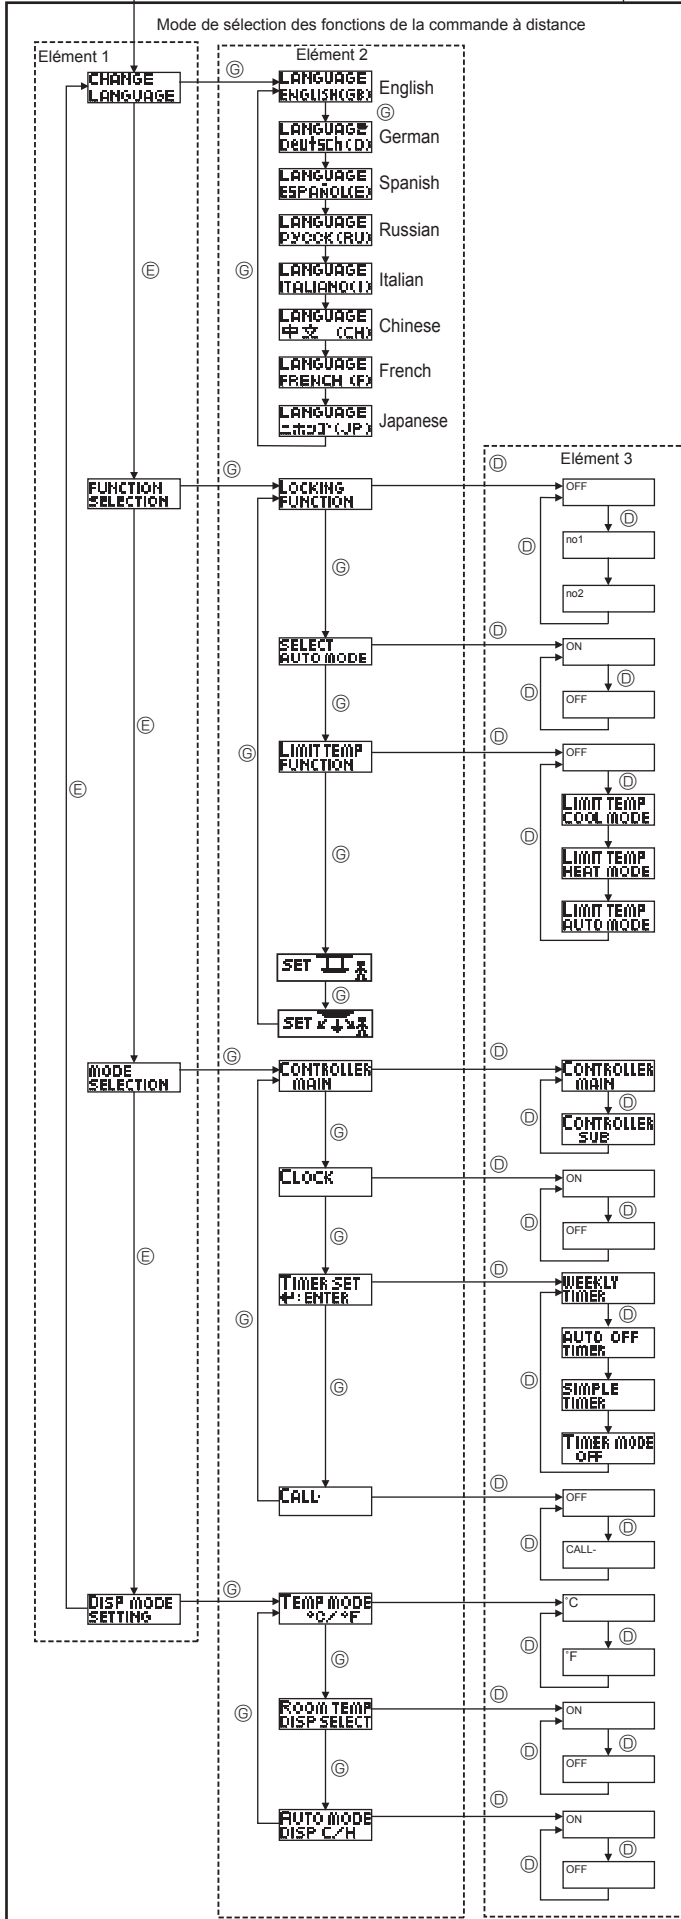 Mode de sélection des fonctions de la commande à distance
Elément 1
Elément 2
CHANGE
LANGUAGE
Ⓖ
LANGUAGE
ENGLISH(GB)
English
Ⓖ
LANGUAGE
Deutsch(D)
German
LANGUAGE
ESPAÑOL(E)
Spanish
Ⓔ
Ⓖ
LANGUAGE
РУССК(RU)
Russian
LANGUAGE
ITALIANO(I)
Italian
LANGUAGE
中文 (CH)
Chinese
LANGUAGE
FRENCH (F)
French
LANGUAGE
ニホンゴ(JP)
Japanese
Elément 3
FUNCTION
SELECTION
Ⓖ
LOCKING
FUNCTION
Ⓓ
OFF
Ⓓ
Ⓓ
no1
no2
Ⓖ
SELECT
AUTO MODE
Ⓓ
ON
Ⓓ
Ⓓ
OFF
Ⓖ
Ⓔ
Ⓖ
Ⓔ
LIMIT TEMP
FUNCTION
Ⓓ
OFF
Ⓓ
Ⓓ
LIMIT TEMP
COOL MODE
LIMIT TEMP
HEAT MODE
LIMIT TEMP
AUTO MODE
Ⓖ
SET
Ⓖ
SET
MODE
SELECTION
Ⓖ
CONTROLLER
MAIN
Ⓓ
CONTROLLER
MAIN
Ⓓ
Ⓓ
CONTROLLER
SUB
Ⓖ
CLOCK
Ⓓ
ON
Ⓓ
Ⓓ
OFF
Ⓖ
Ⓔ
Ⓖ
TIMER SET
↵:ENTER
Ⓓ
WEEKLY
TIMER
Ⓓ
Ⓓ
AUTO OFF
TIMER
SIMPLE
TIMER
TIMER MODE
OFF
Ⓖ
CALL-
Ⓓ
OFF
Ⓓ
Ⓓ
CALL-
DISP MODE
SETTING
Ⓖ
TEMP MODE
°C/°F
Ⓓ
°C
Ⓓ
Ⓓ
°F
Ⓖ
Ⓖ
ROOM TEMP
DISP SELECT
Ⓓ
ON
Ⓓ
Ⓓ
OFF
Ⓖ
AUTO MODE
DISP C/H
Ⓓ
ON
Ⓓ
Ⓓ
OFF